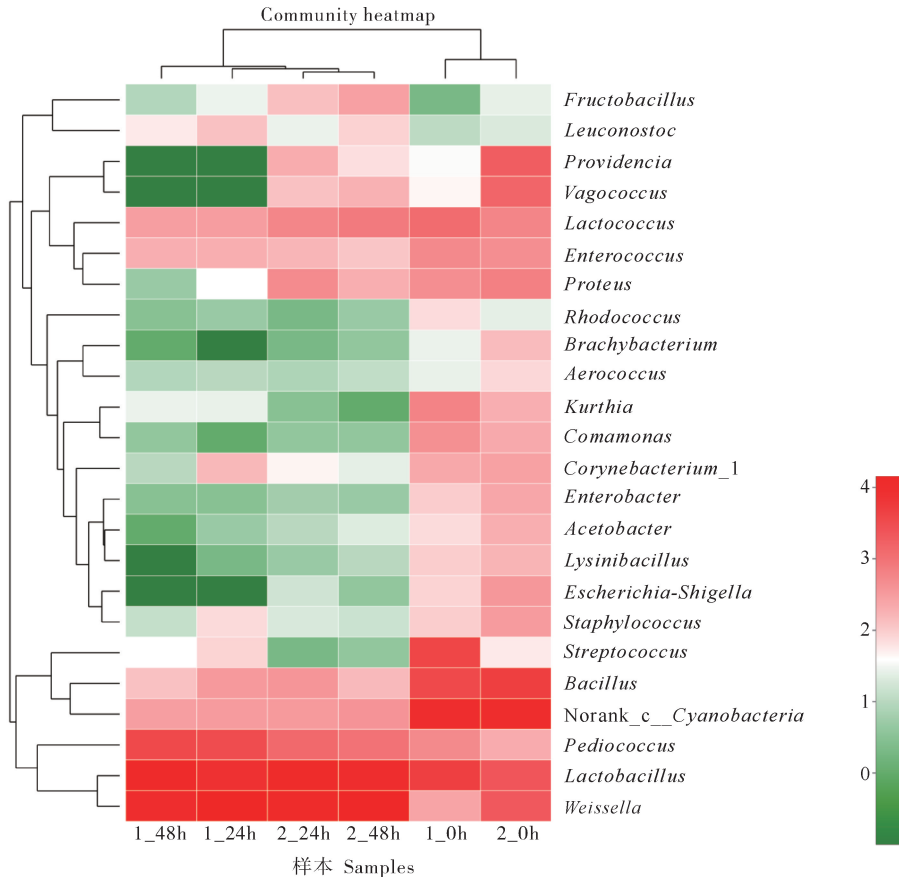 Community heatmap
Fructobacillus
Leuconostoc
Providencia
Vagococcus
Lactococcus
Enterococcus
Proteus
Rhodococcus
Brachybacterium
Aerococcus
Kurthia
Comamonas
Corynebacterium_1
Enterobacter
Acetobacter
Lysinibacillus
Escherichia-Shigella
Staphylococcus
Streptococcus
Bacillus
Norank_c__Cyanobacteria
Pediococcus
Lactobacillus
Weissella
4
3
2
1
0
1_48h 1_24h 2_24h 2_48h 1_0h 2_0h
样本 Samples